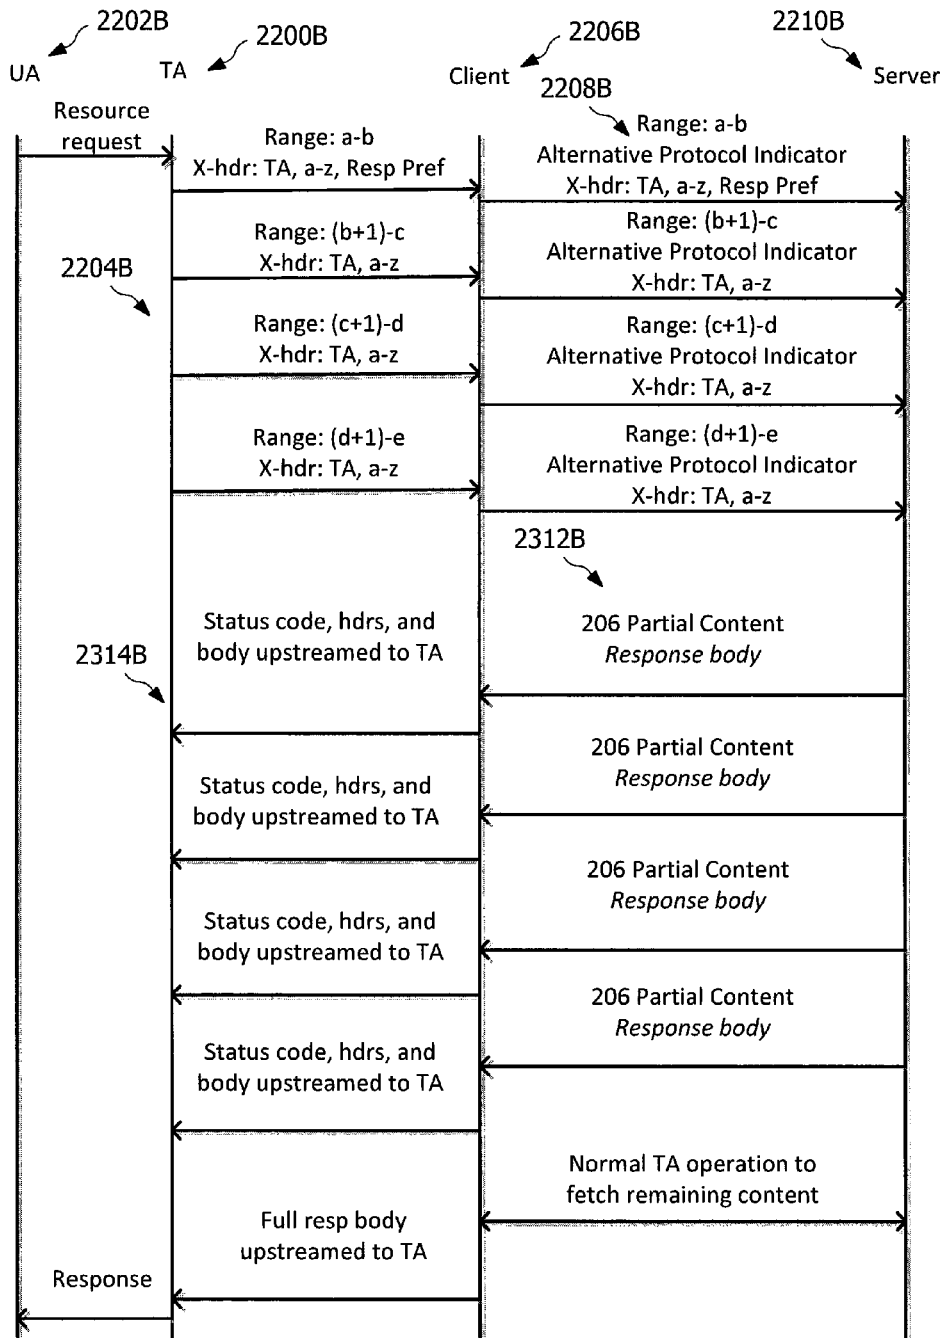 2202B
2200B
2206B
2210B
UA
TA
Client
Server
2208B
Resource
request
Range: a-b
X-hdr: TA, a-z, Resp Pref
Range: a-b
Alternative Protocol Indicator
X-hdr: TA, a-z, Resp Pref
2204B
Range: (b+1)-c
X-hdr: TA, a-z
Range: (b+1)-c
Alternative Protocol Indicator
X-hdr: TA, a-z
Range: (c+1)-d
X-hdr: TA, a-z
Range: (c+1)-d
Alternative Protocol Indicator
X-hdr: TA, a-z
Range: (d+1)-e
X-hdr: TA, a-z
Range: (d+1)-e
Alternative Protocol Indicator
X-hdr: TA, a-z
2312B
Status code, hdrs, and
body upstreamed to TA
206 Partial Content
Response body
2314B
Status code, hdrs, and
body upstreamed to TA
206 Partial Content
Response body
Status code, hdrs, and
body upstreamed to TA
206 Partial Content
Response body
Status code, hdrs, and
body upstreamed to TA
206 Partial Content
Response body
Normal TA operation to
fetch remaining content
Full resp body
upstreamed to TA
Response